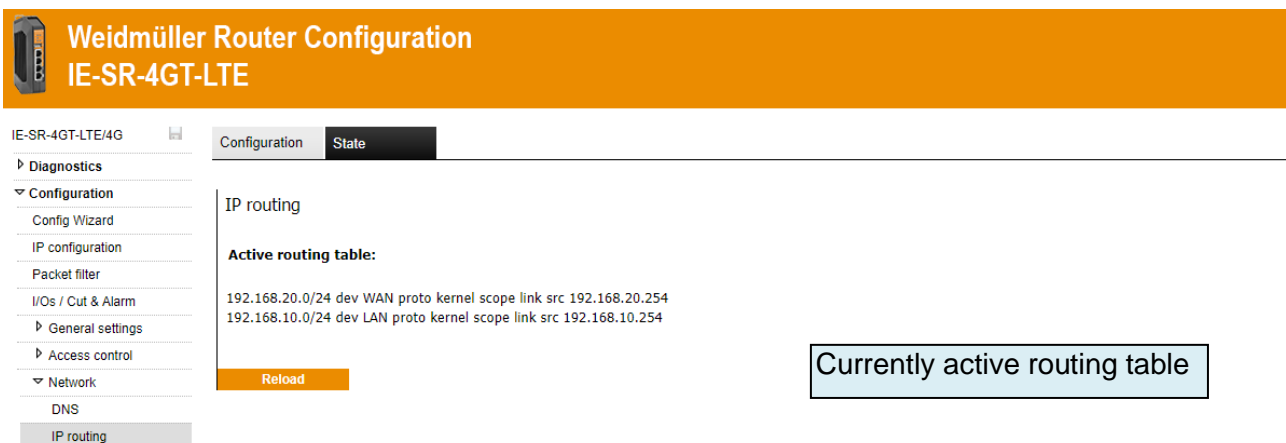 Weidmüller Router Configuration
IE-SR-4GT-LTE
IE-SR-4GT-LTE/4G
Diagnostics
Configuration
Config Wizard
IP configuration
Packet filter
I/Os / Cut & Alarm
General settings
Access control
Network
DNS
IP routing
Configuration
State
IP routing
Active routing table:
192.168.20.0/24 dev WAN proto kernel scope link src 192.168.20.254
192.168.10.0/24 dev LAN proto kernel scope link src 192.168.10.254
Reload
Currently active routing table